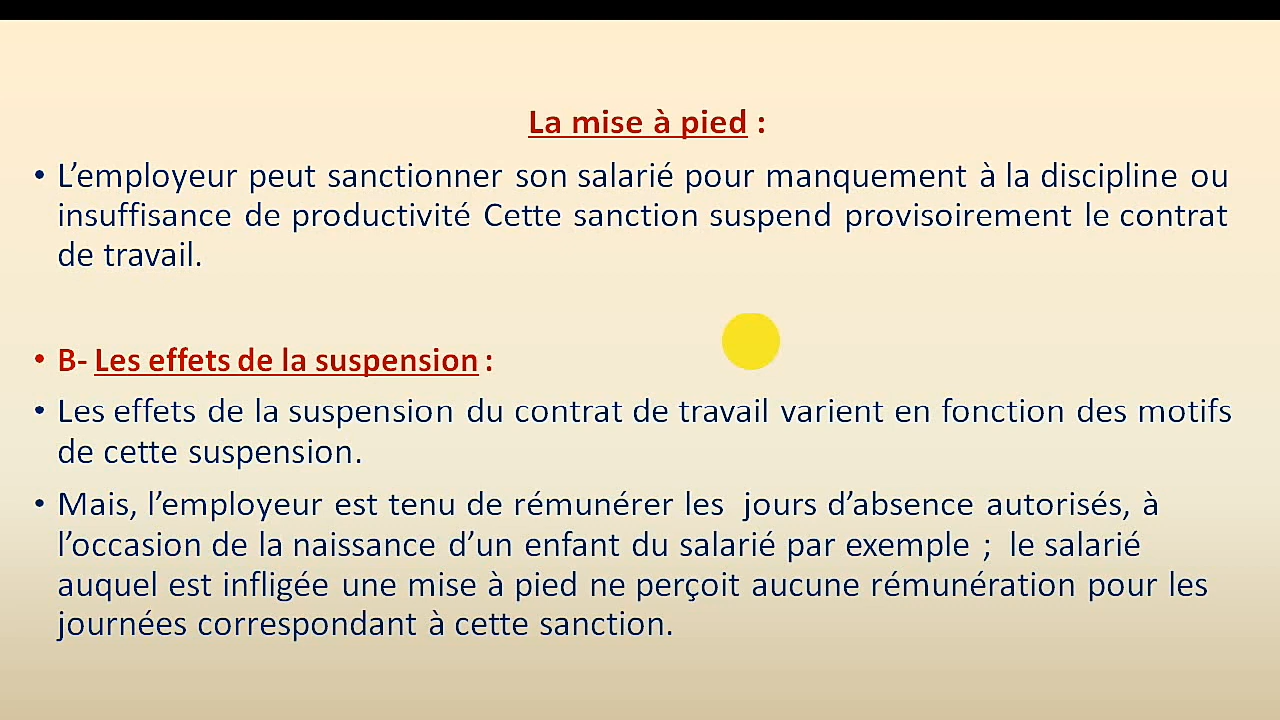 La mise à pied :
• L’employeur peut sanctionner son salarié pour manquement à la discipline ou
insuffisance de productivité Cette sanction suspend provisoirement le contrat
de travail.
• B- Les effets de la suspension :
• Les effets de la suspension du contrat de travail varient en fonction des motifs
de cette suspension.
• Mais, l’employeur est tenu de rémunérer les jours d’absence autorisés, à
l’occasion de la naissance d’un enfant du salarié par exemple ; le salarié
auquel est infligée une mise à pied ne perçoit aucune rémunération pour les
journées correspondant à cette sanction.